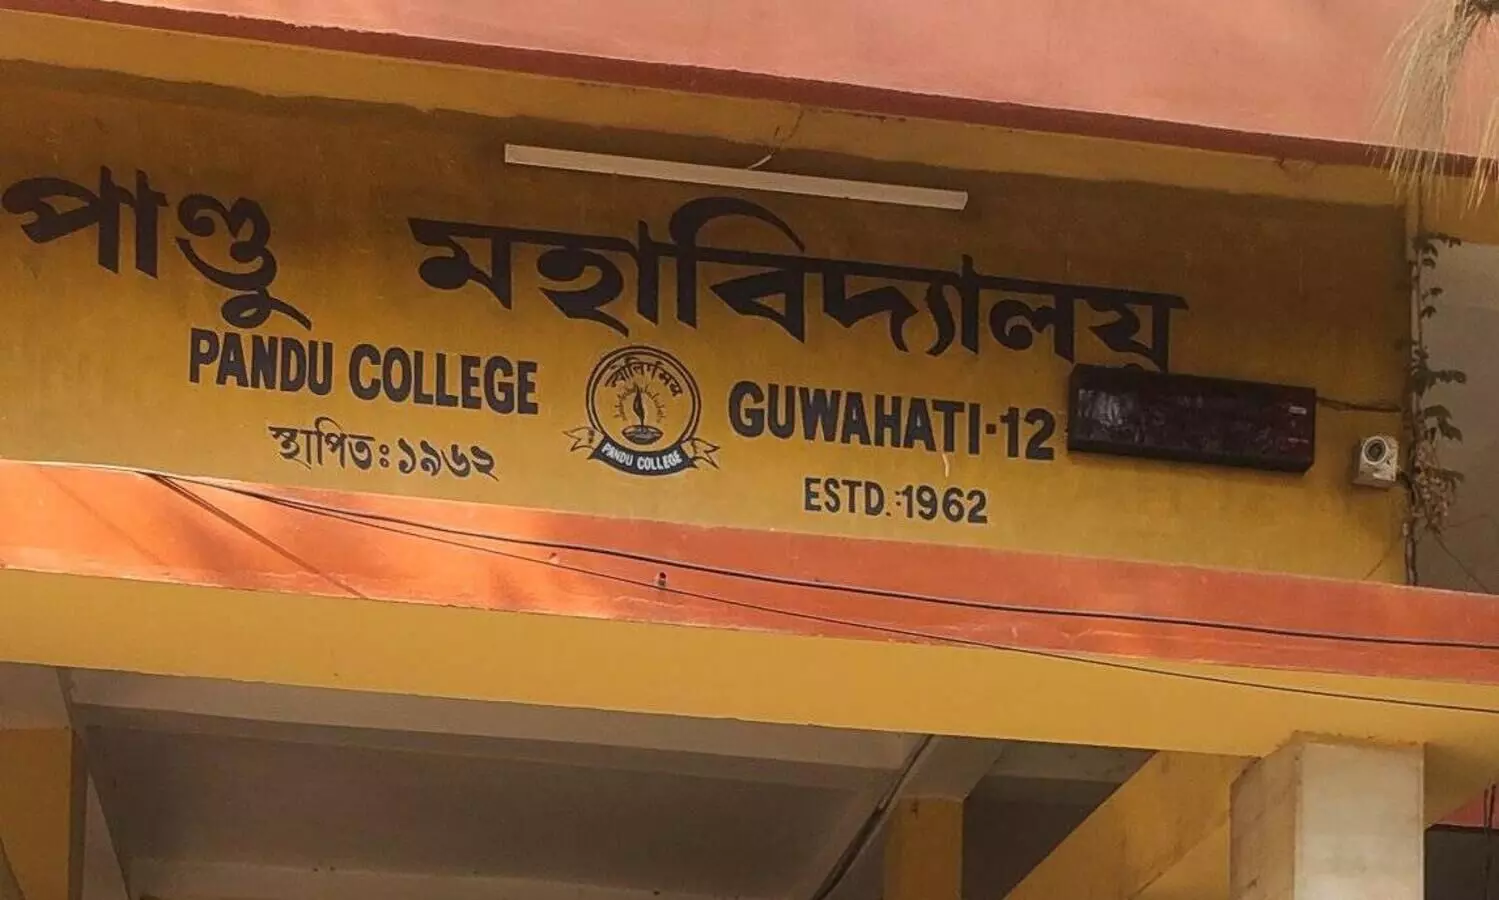 পাণ্ডু মহাবিদ্যালয়
PANDU COLLEGE
GUWAHATI-12
স্থাপিত: ১৯৬২
PANDU COLLEGE
ESTD.:-1962